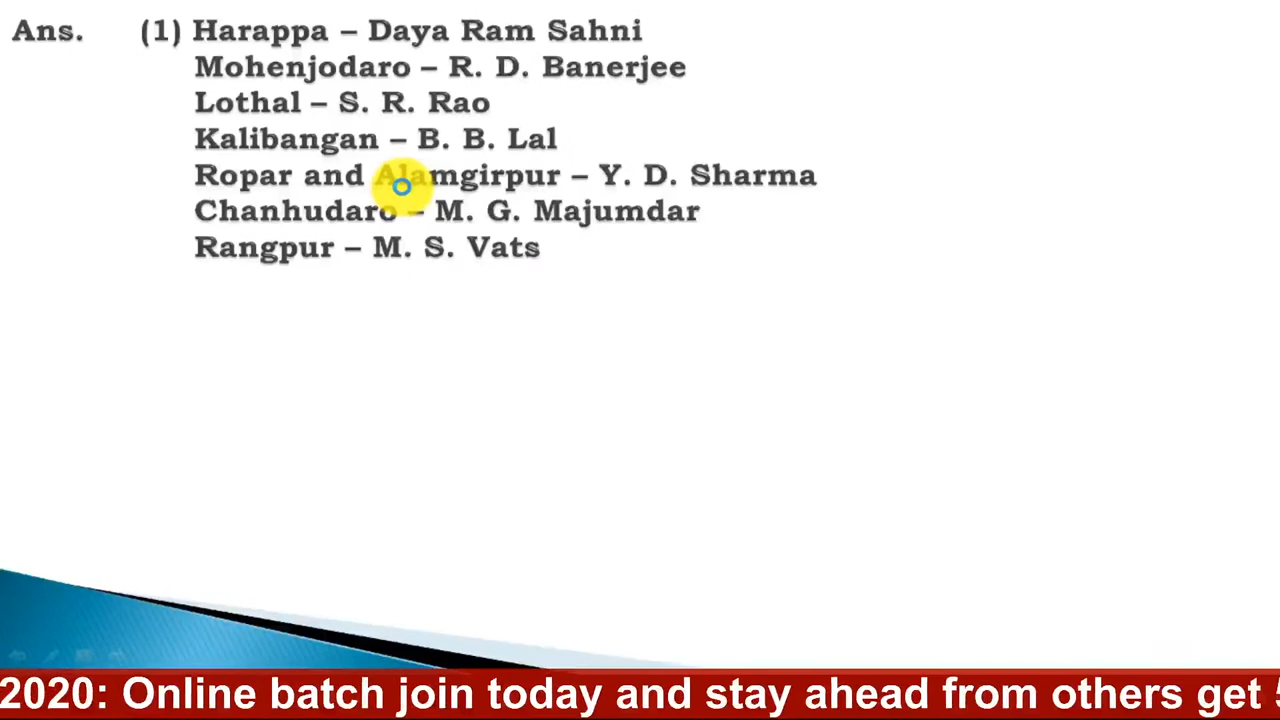 Ans. (1) Harappa – Daya Ram Sahni
Mohenjodaro – R. D. Banerjee
Lothal – S. R. Rao
Kalibangan – B. B. Lal
Ropar and Alamgirpur – Y. D. Sharma
Chanhudaro – M. G. Majumdar
Rangpur – M. S. Vats
2020: Online batch join today and stay ahead from others get